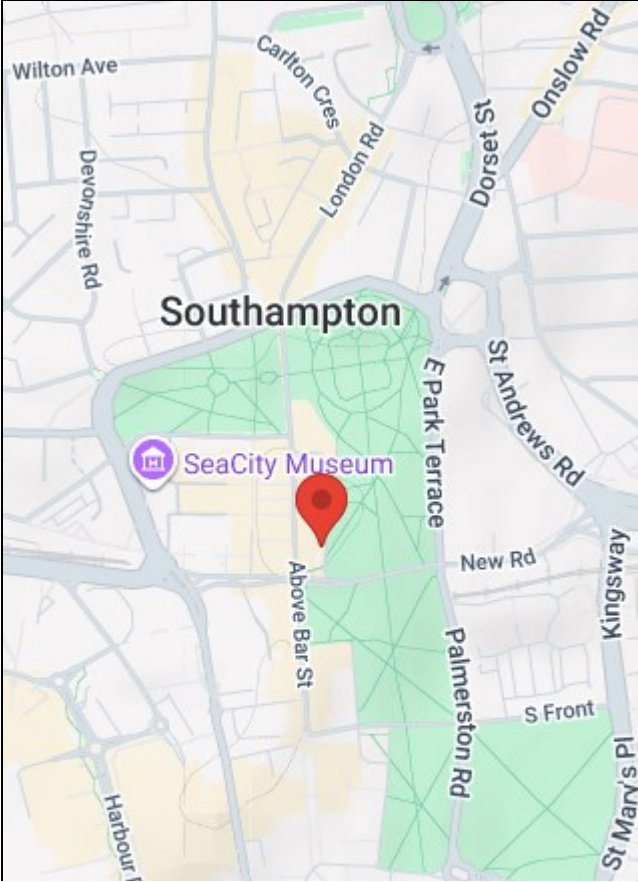 Wilton Ave
Carlton Cres
Onslow Rd
Devonshire Rd
London Rd
Dorset St
Southampton
E Park Terrace
St Andrews Rd
SeaCity Museum
New Rd
Kingsway
Above Bar St
Palmerston Rd
S Front
St Mary's Pl
Harbour